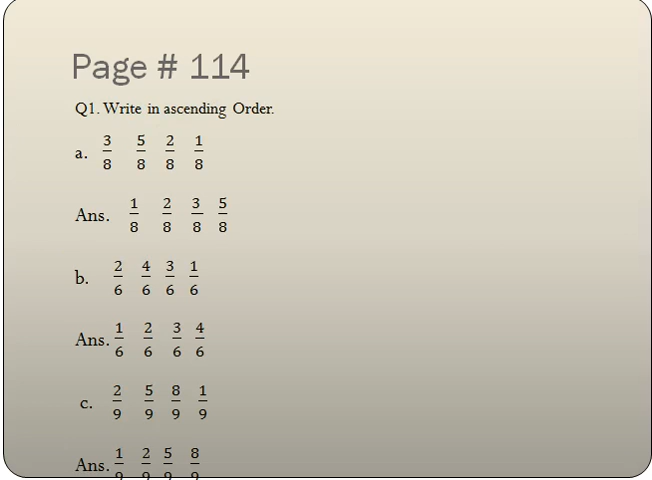 Page # 114
Q1. Write in ascending Order.
a. 3/8 5/8 2/8 1/8
Ans. 1/8 2/8 3/8 5/8
b. 2/6 4/6 3/6 1/6
Ans. 1/6 2/6 3/6 4/6
c. 2/9 5/9 8/9 1/9
Ans. 1/9 2/9 5/9 8/9